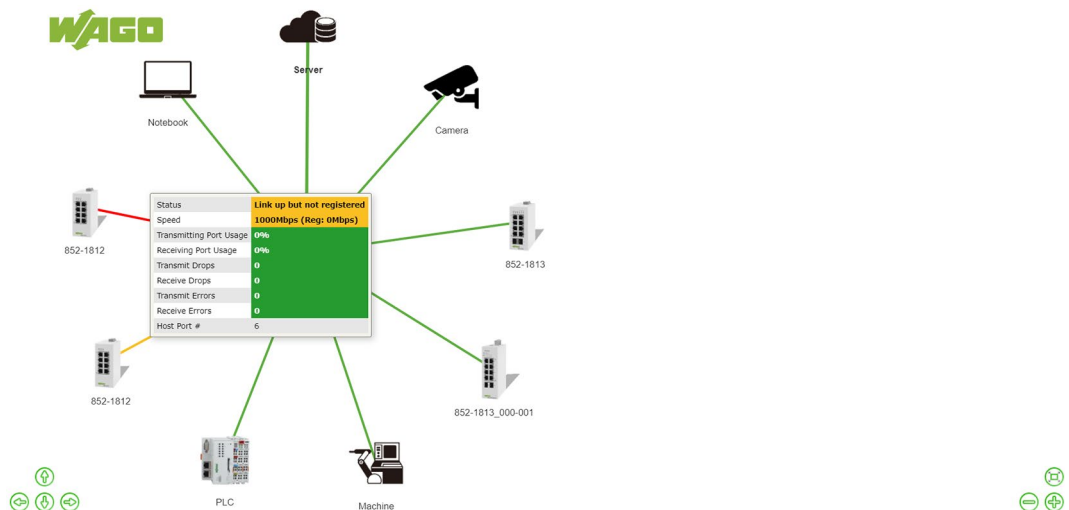 WAGO
Server
Notebook
Camera
Status Link up but not registered
Speed 1000Mbps (Reg: 0Mbps)
Transmitting Port Usage 0%
Receiving Port Usage 0%
Transmit Drops 0
Receive Drops 0
Transmit Errors 0
Receive Errors 0
Host Port # 6
852-1812
852-1813
852-1812
852-1813_000-001
PLC
Machine